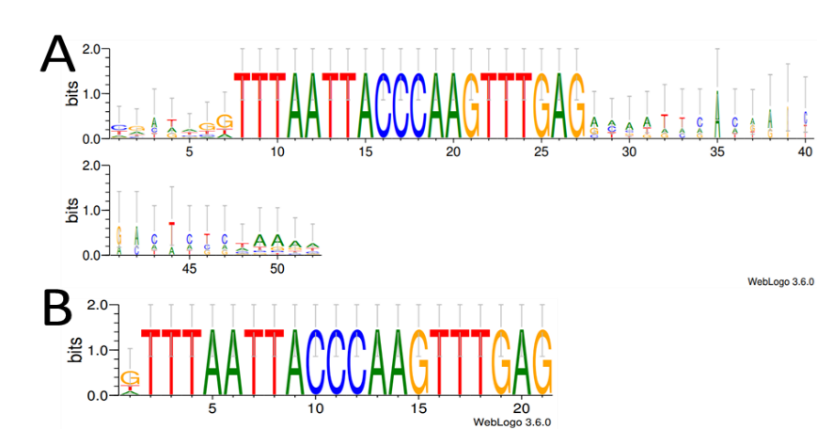 A
2.0
bits
1.0
0.0
TTTAATTACCCAAGTTTGAG
5 10 15 20 25 30 35 40
2.0
bits
1.0
0.0
45 50
WebLogo 3.6.0
B
2.0
bits
1.0
0.0
GTTTAATTACCCAAGTTTGAG
5 10 15 20
WebLogo 3.6.0